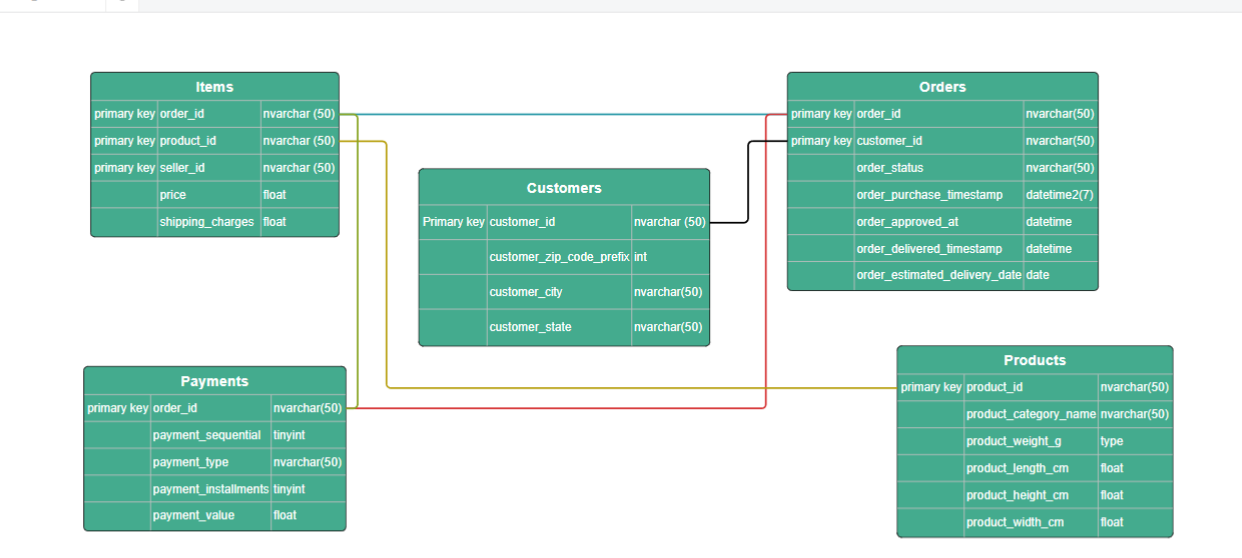 Items
primary key order_id nvarchar (50)
primary key product_id nvarchar (50)
primary key seller_id nvarchar (50)
price float
shipping_charges float
Orders
primary key order_id nvarchar(50)
primary key customer_id nvarchar(50)
order_status nvarchar(50)
order_purchase_timestamp datetime2(7)
order_approved_at datetime
order_delivered_timestamp datetime
order_estimated_delivery_date date
Customers
Primary key customer_id nvarchar (50)
customer_zip_code_prefix int
customer_city nvarchar(50)
customer_state nvarchar(50)
Payments
primary key order_id nvarchar(50)
payment_sequential tinyint
payment_type nvarchar(50)
payment_installments tinyint
payment_value float
Products
primary key product_id nvarchar(50)
product_category_name nvarchar(50)
product_weight_g type
product_length_cm float
product_height_cm float
product_width_cm float